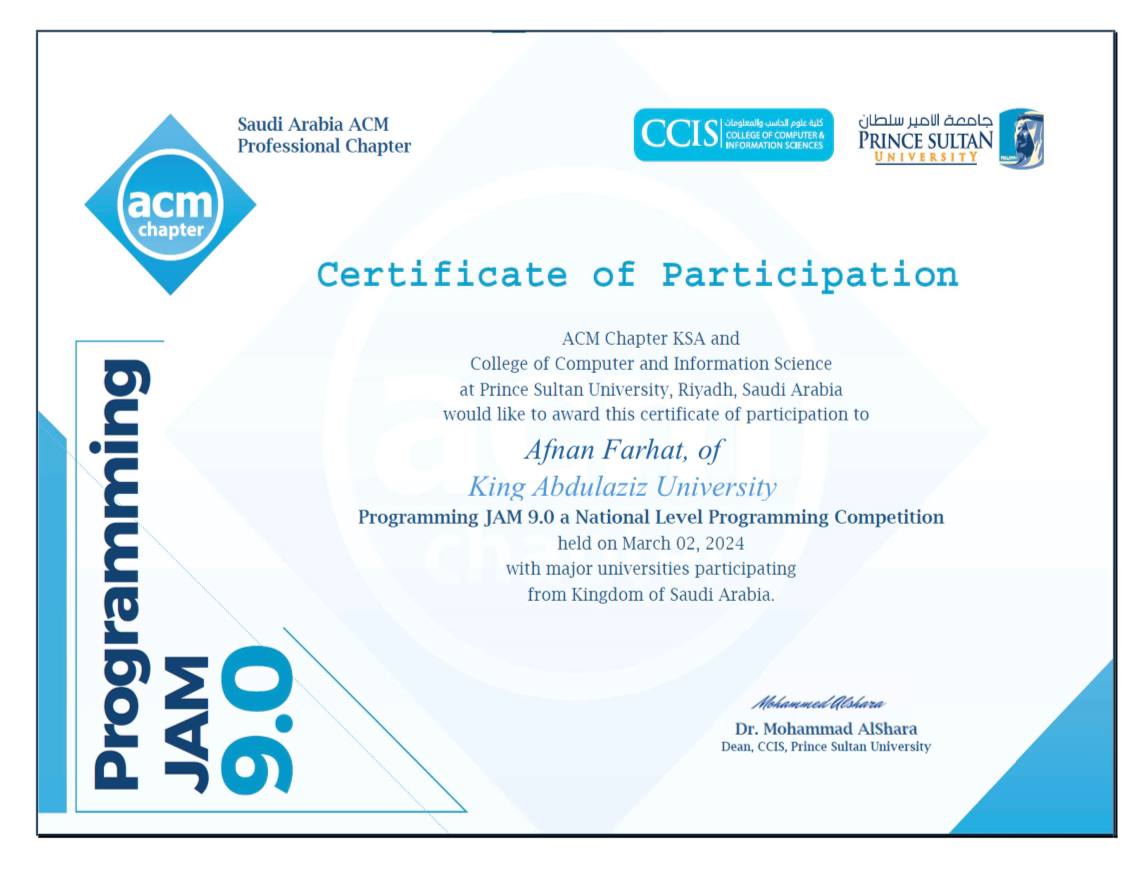 Saudi Arabia ACM
Professional Chapter
acm
chapter
CCIS
كلية علوم الحاسب والمعلومات
COLLEGE OF COMPUTER &
INFORMATION SCIENCES
جامعة الامير سلطان
PRINCE SULTAN
UNIVERSITY
Certificate of Participation
ACM Chapter KSA and
College of Computer and Information Science
at Prince Sultan University, Riyadh, Saudi Arabia
would like to award this certificate of participation to
Afnan Farhat, of
King Abdulaziz University
Programming JAM 9.0 a National Level Programming Competition
held on March 02, 2024
with major universities participating
from Kingdom of Saudi Arabia.
Programming
JAM
9.0
Mohammed Alshara
Dr. Mohammad AlShara
Dean, CCIS, Prince Sultan University